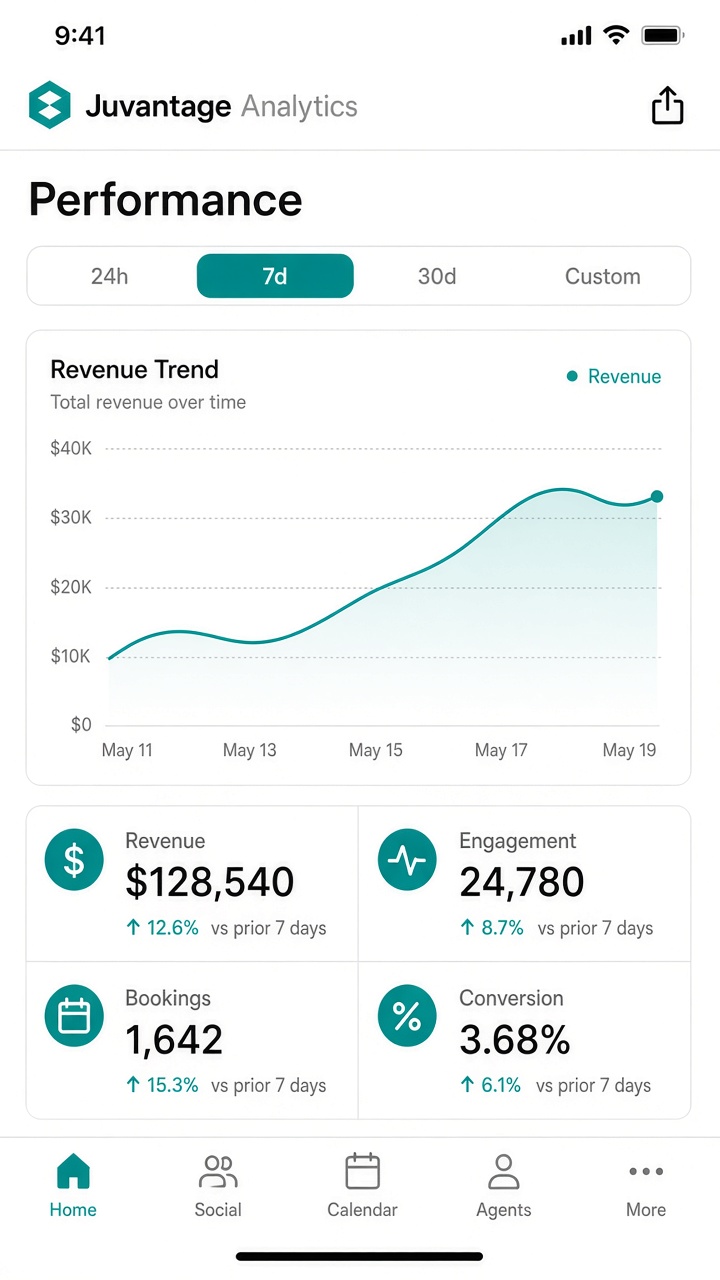 9:41
Juvantage Analytics
Performance
24h 7d 30d Custom
Revenue Trend
Revenue
Total revenue over time
$40K
$30K
$20K
$10K
$0
May 11 May 13 May 15 May 17 May 19
Revenue
$128,540
↑ 12.6% vs prior 7 days
Engagement
24,780
↑ 8.7% vs prior 7 days
Bookings
1,642
↑ 15.3% vs prior 7 days
Conversion
3.68%
↑ 6.1% vs prior 7 days
Home Social Calendar Agents More